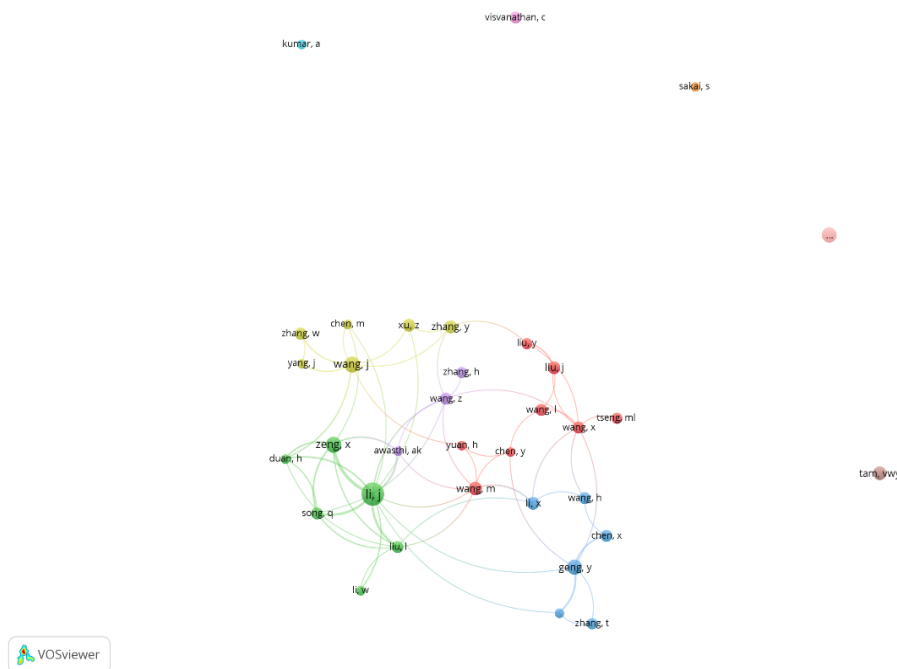 visvanathan, c
kumar, a
sakai, s
...
chen, m
xu, z
zhang, y
zhang, w
liu, y
yang, j
wang, j
liu, j
zhang, h
wang, z
wang, l
tseng, ml
wang, x
zeng, x
yuan, h
awasthi, ak
chen, y
duan, h
tam, vwy
wang, m
li, j
wang, h
li, x
song, q
chen, x
liu, l
geng, y
li, w
zhang, t
VOSviewer